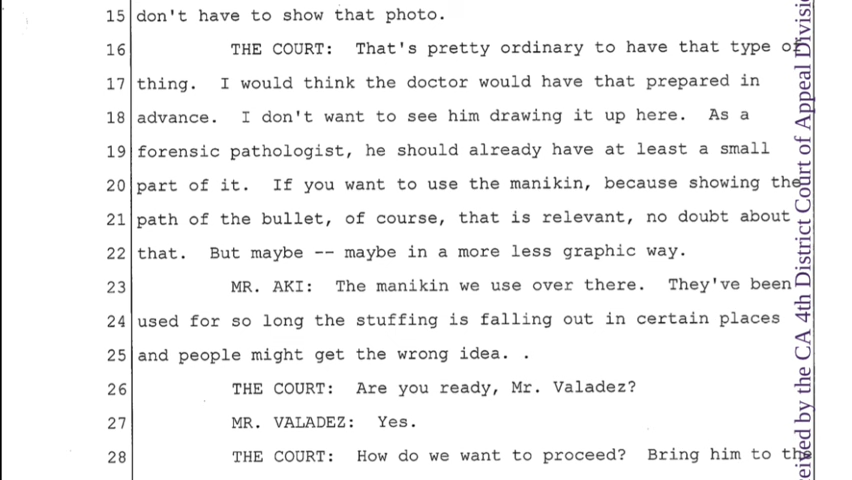 15 don't have to show that photo.
16 THE COURT: That's pretty ordinary to have that type of
17 thing. I would think the doctor would have that prepared in
18 advance. I don't want to see him drawing it up here. As a
19 forensic pathologist, he should already have at least a small
20 part of it. If you want to use the manikin, because showing the
21 path of the bullet, of course, that is relevant, no doubt about
22 that. But maybe -- maybe in a more less graphic way.
23 MR. AKI: The manikin we use over there. They've been
24 used for so long the stuffing is falling out in certain places
25 and people might get the wrong idea. .
26 THE COURT: Are you ready, Mr. Valadez?
27 MR. VALADEZ: Yes.
28 THE COURT: How do we want to proceed? Bring him to the
eived by the CA 4th District Court of Appeal Divisi